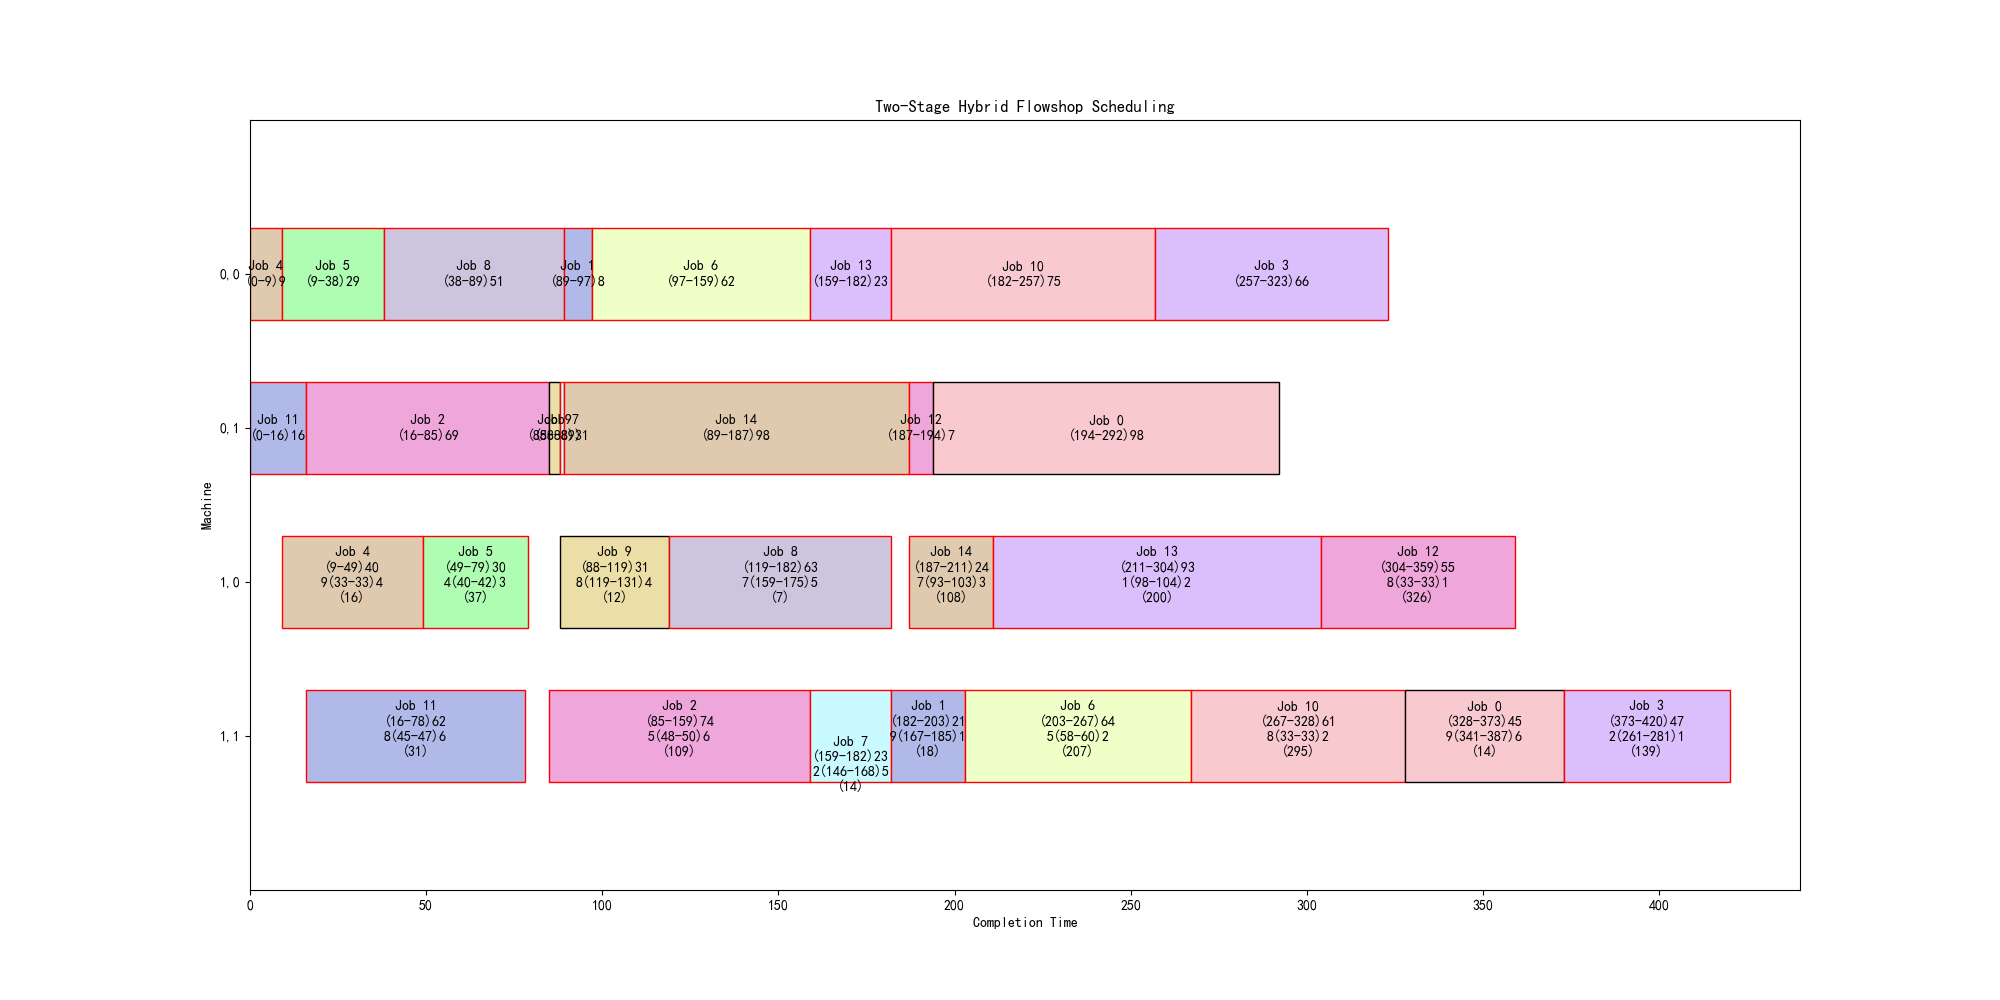 Two-Stage Hybrid Flowshop Scheduling
0,0
Job 4
(0-9)9
Job 5
(9-38)29
Job 8
(38-89)51
Job 1
(89-97)8
Job 6
(97-159)62
Job 13
(159-182)23
Job 10
(182-257)75
Job 3
(257-323)66
0,1
Job 11
(0-16)16
Job 2
(16-85)69
Job 14
(89-187)98
Job 12
(187-194)7
Job 0
(194-292)98
1,0
Job 4
(9-49)40
9(33-33)4
(16)
Job 5
(49-79)30
4(40-42)3
(37)
Job 9
(88-119)31
8(119-131)4
(12)
Job 8
(119-182)63
7(159-175)5
(7)
Job 14
(187-211)24
7(93-103)3
(108)
Job 13
(211-304)93
1(98-104)2
(200)
Job 12
(304-359)55
8(33-33)1
(326)
1,1
Job 11
(16-78)62
8(45-47)6
(31)
Job 2
(85-159)74
5(48-50)6
(109)
Job 7
(159-182)23
2(146-168)5
(14)
Job 1
(182-203)21
9(167-185)1
(18)
Job 6
(203-267)64
5(58-60)2
(207)
Job 10
(267-328)61
8(33-33)2
(295)
Job 0
(328-373)45
9(341-387)6
(14)
Job 3
(373-420)47
2(261-281)1
(139)
Machine
0 50 100 150 200 250 300 350 400
Completion Time